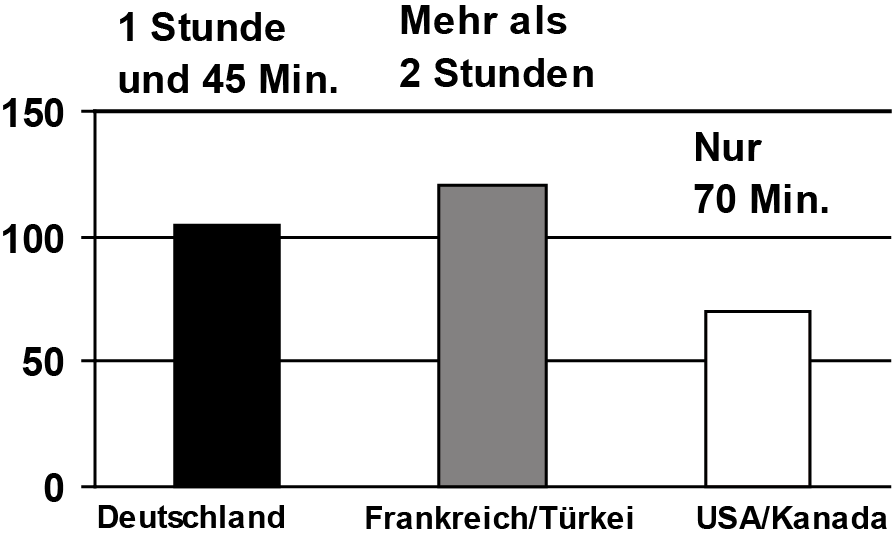 1 Stunde
und 45 Min.
Mehr als
2 Stunden
Nur
70 Min.
150
100
50
0
Deutschland
Frankreich/Türkei
USA/Kanada